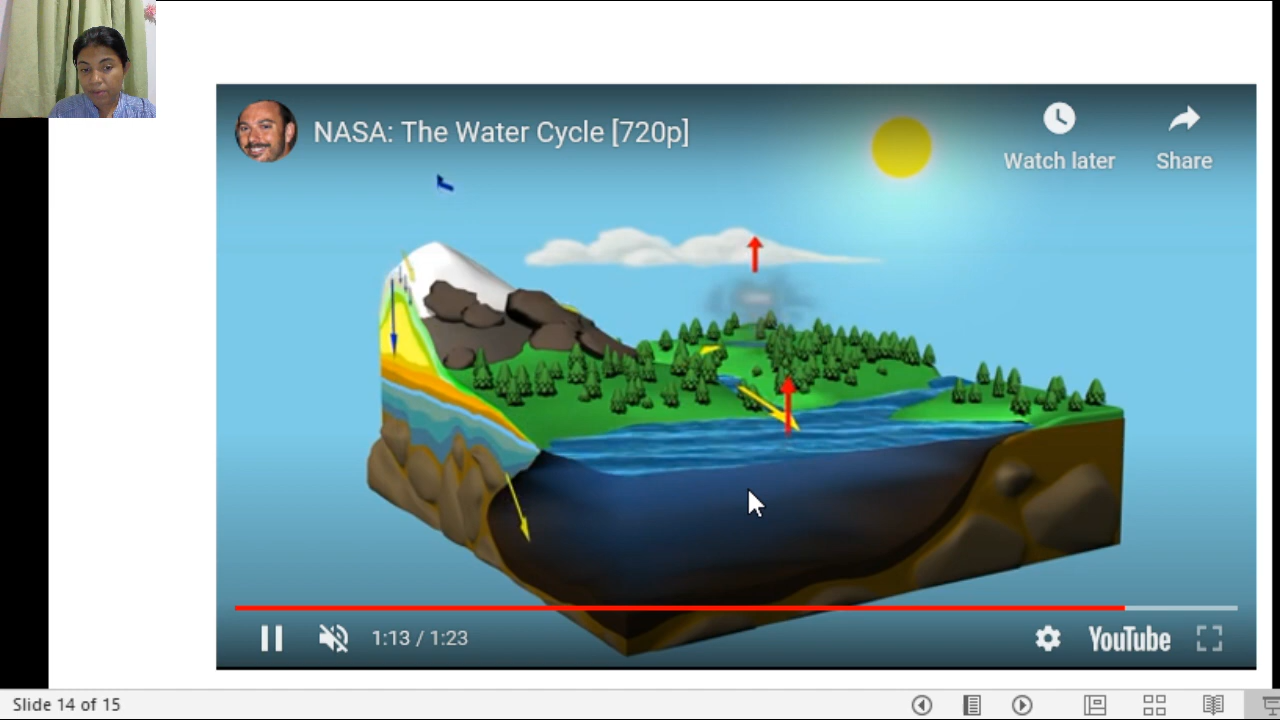 NASA: The Water Cycle [720p]
Watch later
Share
1:13 / 1:23
YouTube
Slide 14 of 15